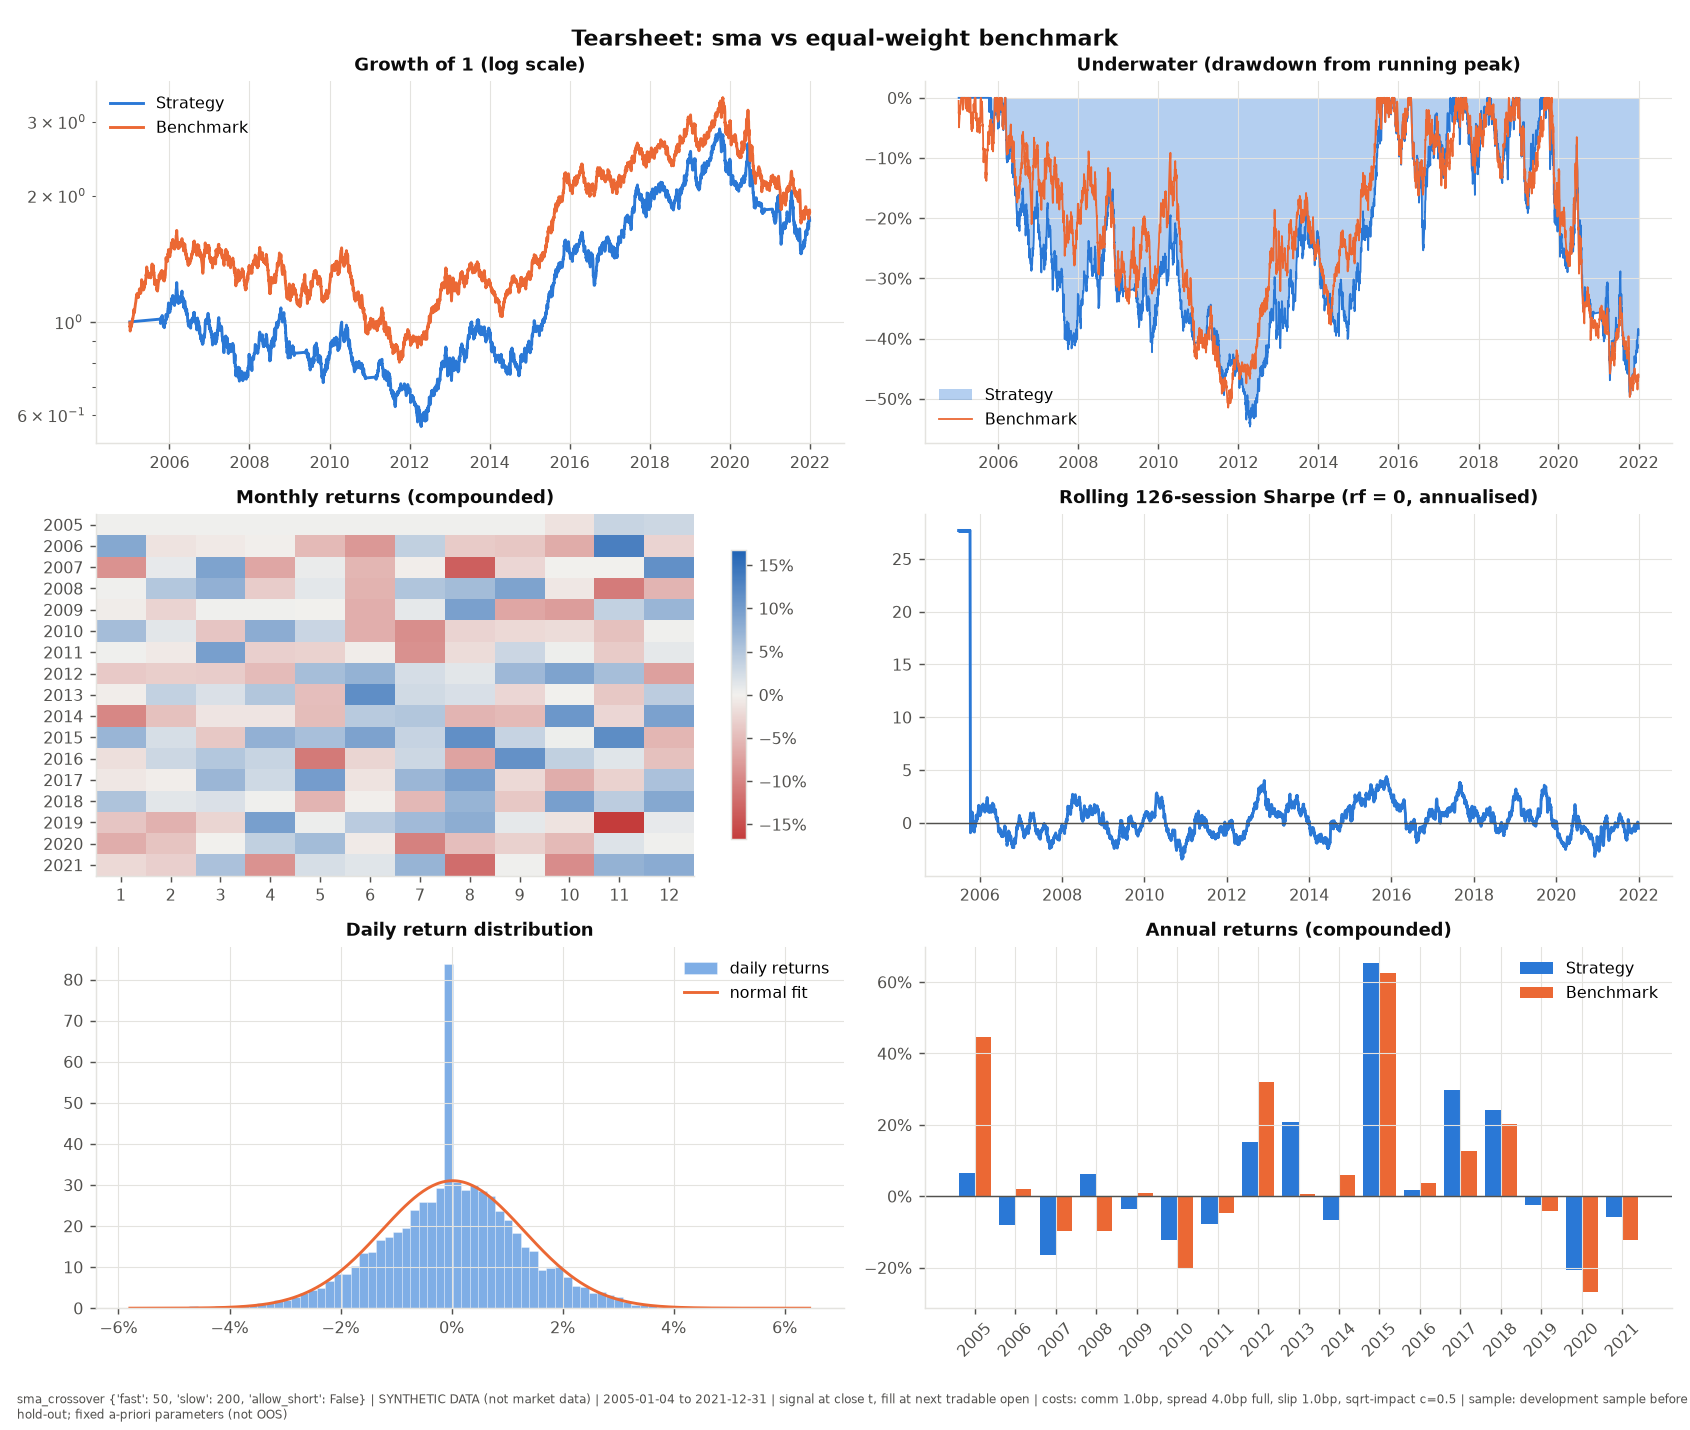 Tearsheet: sma vs equal-weight benchmark
Growth of 1 (log scale)
Strategy
Benchmark
3 × 10⁰
2 × 10⁰
10⁰
6 × 10⁻¹
2006 2008 2010 2012 2014 2016 2018 2020 2022
Underwater (drawdown from running peak)
0%
−10%
−20%
−30%
−40%
−50%
Strategy
Benchmark
2006 2008 2010 2012 2014 2016 2018 2020 2022
Monthly returns (compounded)
2005
2006
2007
2008
2009
2010
2011
2012
2013
2014
2015
2016
2017
2018
2019
2020
2021
1 2 3 4 5 6 7 8 9 10 11 12
15%
10%
5%
0%
−5%
−10%
−15%
Rolling 126-session Sharpe (rf = 0, annualised)
25
20
15
10
5
0
2006 2008 2010 2012 2014 2016 2018 2020 2022
Daily return distribution
daily returns
normal fit
80
70
60
50
40
30
20
10
0
−6% −4% −2% 0% 2% 4% 6%
Annual returns (compounded)
Strategy
Benchmark
60%
40%
20%
0%
−20%
2005 2006 2007 2008 2009 2010 2011 2012 2013 2014 2015 2016 2017 2018 2019 2020 2021
sma_crossover {'fast': 50, 'slow': 200, 'allow_short': False} | SYNTHETIC DATA (not market data) | 2005-01-04 to 2021-12-31 | signal at close t, fill at next tradable open | costs: comm 1.0bp, spread 4.0bp full, slip 1.0bp, sqrt-impact c=0.5 | sample: development sample before
hold-out; fixed a-priori parameters (not OOS)